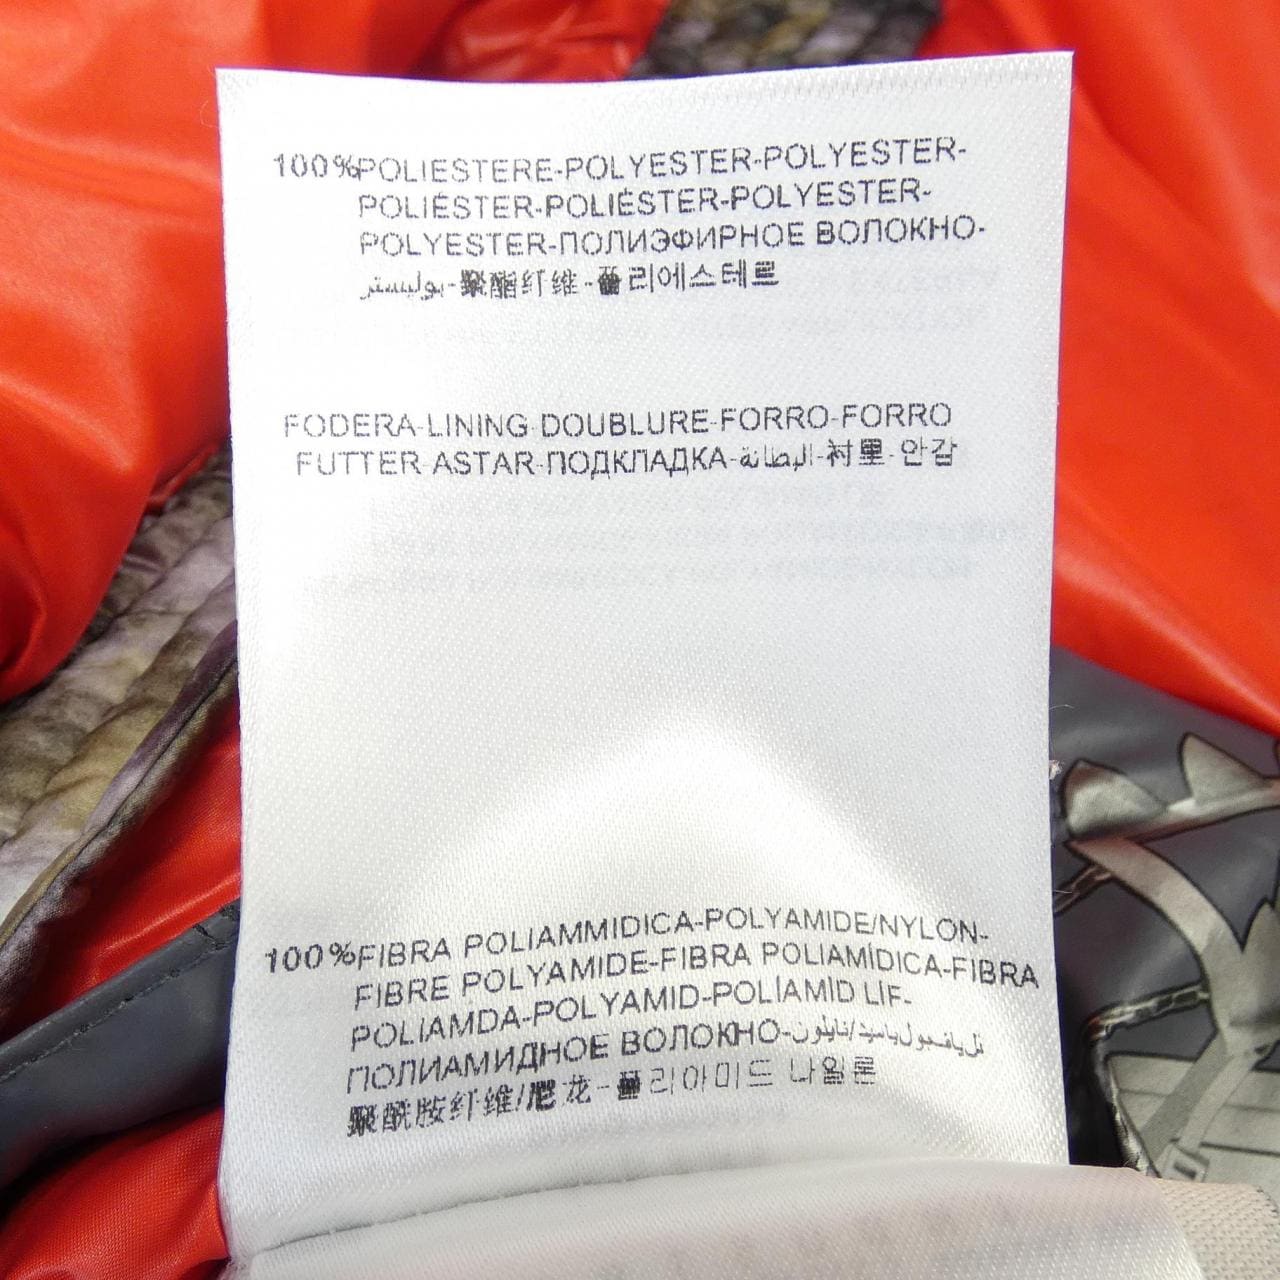 100%POLIESTERE-POLYESTER-POLYESTER-
POLIÉSTER-POLIÉSTER-POLYESTER-
POLYESTER-ПОЛИЭФИРНОЕ ВОЛОКНО-
بوليستر-聚酯纤维-폴리에스테르
FODERA-LINING-DOUBLURE-FORRO-FORRO
FUTTER-ASTAR-ПОДКЛАДКА-البطانة-衬里-안감
100%FIBRA POLIAMMIDICA-POLYAMIDE/NYLON-
FIBRE POLYAMIDE-FIBRA POLIAMÍDICA-FIBRA
POLIAMDA-POLYAMID-POLİAMİD LİF-
ПОЛИАМИДНОЕ ВОЛОКНО-نايلون/
聚酰胺纤维/尼龙-폴리아미드 나일론